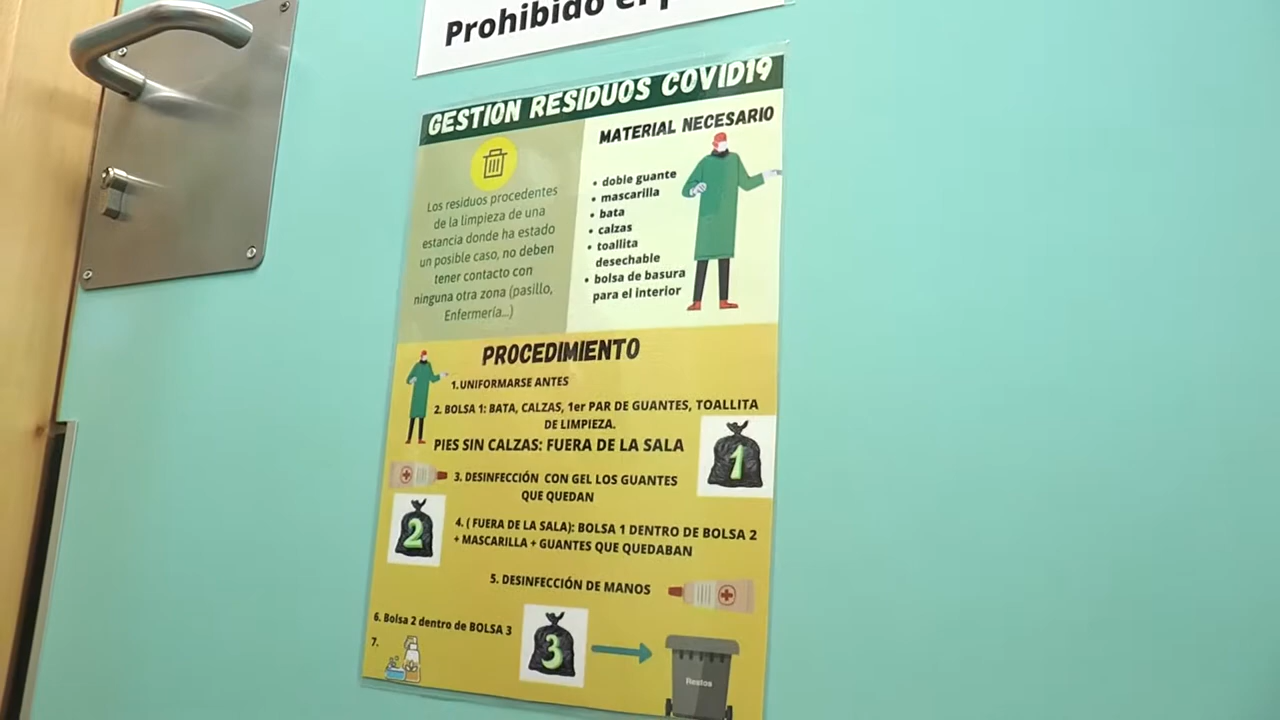 Prohibido el
GESTION RESIDUOS COVID19
Los residuos procedentes
de la limpieza de una
estancia donde ha estado
un posible caso, no deben
tener contacto con
ninguna otra zona (pasillo,
Enfermería...)
MATERIAL NECESARIO
• doble guante
• mascarilla
• bata
• calzas
• toallita
desechable
• bolsa de basura
para el interior
PROCEDIMIENTO
1.UNIFORMARSE ANTES
2. BOLSA 1: BATA, CALZAS, 1er PAR DE GUANTES, TOALLITA
DE LIMPIEZA.
PIES SIN CALZAS: FUERA DE LA SALA
1
3. DESINFECCIÓN CON GEL LOS GUANTES
QUE QUEDAN
2
4. ( FUERA DE LA SALA): BOLSA 1 DENTRO DE BOLSA 2
+ MASCARILLA + GUANTES QUE QUEDABAN
5. DESINFECCIÓN DE MANOS
6. Bolsa 2 dentro de BOLSA 3
7.
3
Restos